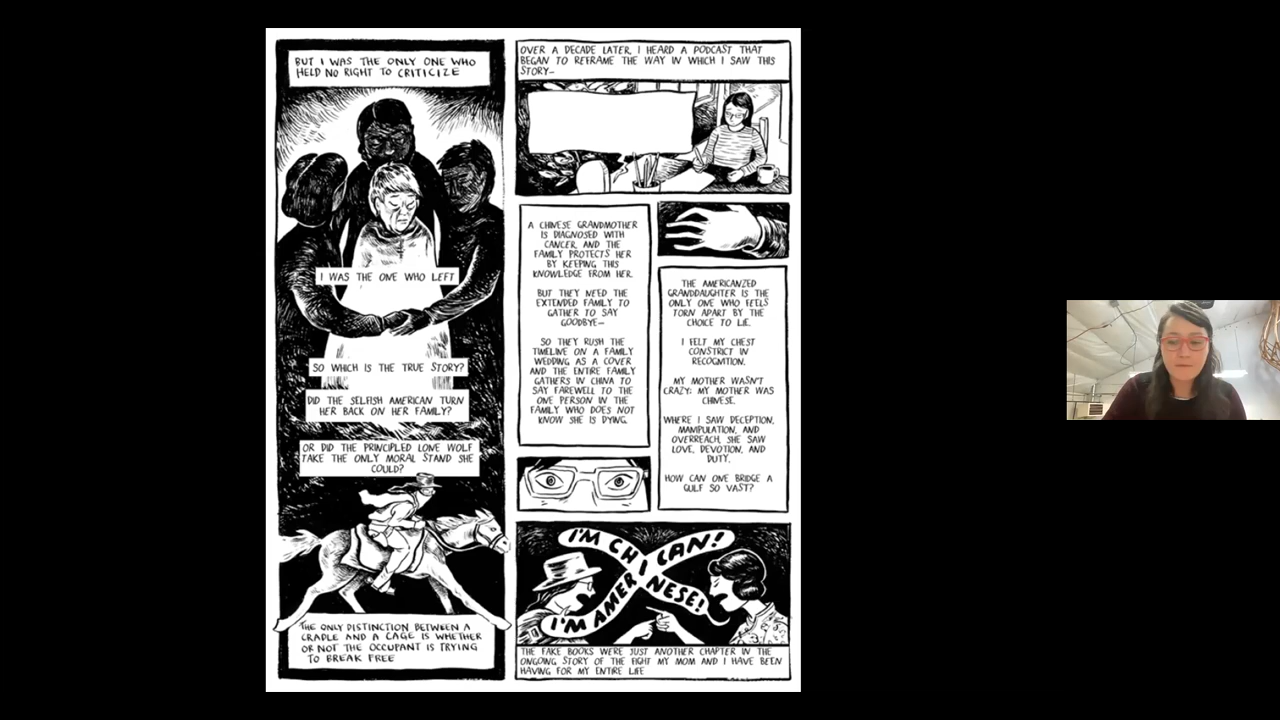 BUT I WAS THE ONLY ONE WHO
HELD NO RIGHT TO CRITICIZE
I WAS THE ONE WHO LEFT
SO WHICH IS THE TRUE STORY?
DID THE SELFISH AMERICAN TURN
HER BACK ON HER FAMILY?
OR DID THE PRINCIPLED LONE WOLF
TAKE THE ONLY MORAL STAND SHE
COULD?
THE ONLY DISTINCTION BETWEEN A
CRADLE AND A CAGE IS WHETHER
OR NOT THE OCCUPANT IS TRYING
TO BREAK FREE
OVER A DECADE LATER, I HEARD A PODCAST THAT
BEGAN TO REFRAME THE WAY IN WHICH I SAW THIS
STORY—
A CHINESE GRANDMOTHER
IS DIAGNOSED WITH
CANCER, AND THE
FAMILY PROTECTS HER
BY KEEPING THIS
KNOWLEDGE FROM HER.
BUT THEY NEED THE
EXTENDED FAMILY TO
GATHER TO SAY
GOODBYE—
SO THEY RUSH THE
TIMELINE ON A FAMILY
WEDDING AS A COVER
AND THE ENTIRE FAMILY
GATHERS IN CHINA TO
SAY FAREWELL TO THE
ONE PERSON IN THE
FAMILY WHO DOES NOT
KNOW SHE IS DYING.
THE AMERICANIZED
GRANDDAUGHTER IS THE
ONLY ONE WHO FEELS
TORN APART BY THE
CHOICE TO LIE.
I FELT MY CHEST
CONSTRICT IN
RECOGNITION.
MY MOTHER WASN'T
CRAZY: MY MOTHER WAS
CHINESE.
WHERE I SAW DECEPTION,
MANIPULATION, AND
OVERREACH, SHE SAW
LOVE, DEVOTION, AND
DUTY.
HOW CAN ONE BRIDGE A
GULF SO VAST?
I'M CHICAN!
I'M AMERINESE!
THE FAKE BOOKS WERE JUST ANOTHER CHAPTER IN THE
ONGOING STORY OF THE FIGHT MY MOM AND I HAVE BEEN
HAVING FOR MY ENTIRE LIFE